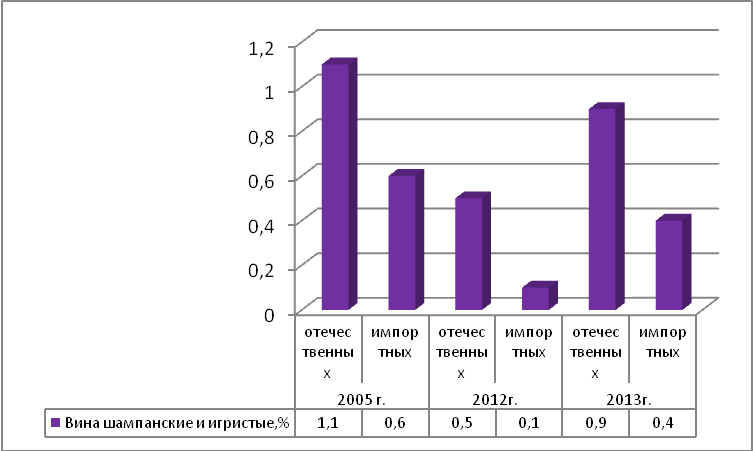 1,2
1
0,8
0,6
0,4
0,2
0
отечес импор отечес импор отечес импор
твенны тных твенны тных твенны тных
х х х
2005 г. 2012г. 2013г.
Вина шампанские и игристые,% 1,1 0,6 0,5 0,1 0,9 0,4